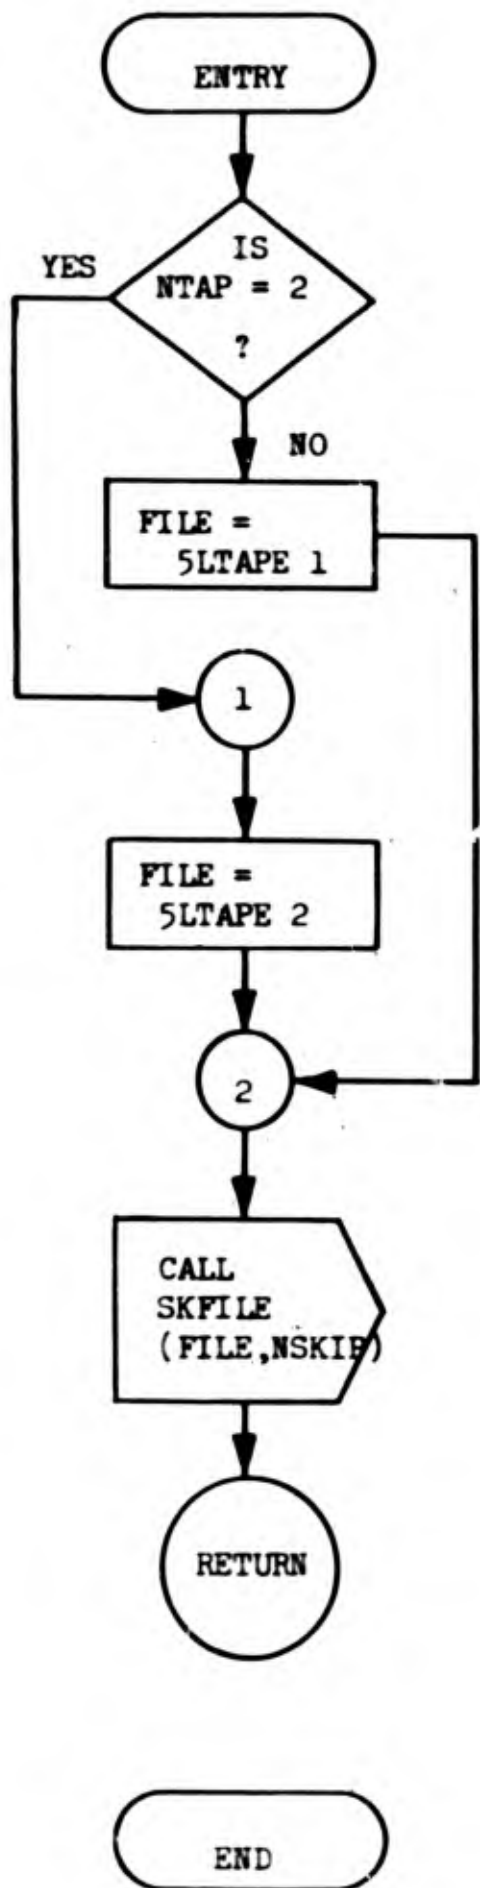 ENTRY
IS
NTAP = 2
?
YES
NO
FILE =
5LTAPE 1
1
FILE =
5LTAPE 2
2
CALL
SKFILE
(FILE,NSKIP)
RETURN
END